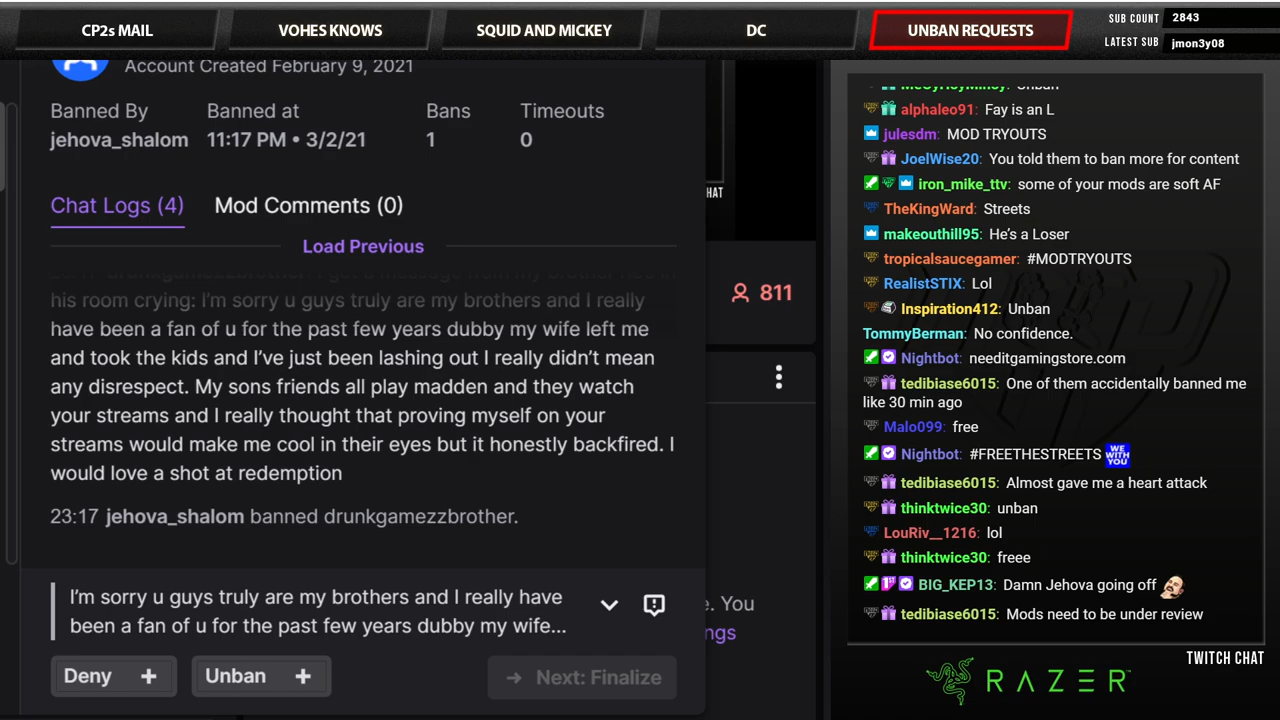 CP2s MAIL
VOHES KNOWS
SQUID AND MICKEY
DC
UNBAN REQUESTS
SUB COUNT 2843
LATEST SUB jmon3y08
Account Created February 9, 2021
Banned By Banned at Bans Timeouts
jehova_shalom 11:17 PM • 3/2/21 1 0
Chat Logs (4) Mod Comments (0)
Load Previous
his room crying: I'm sorry u guys truly are my brothers and I really
have been a fan of u for the past few years dubby my wife left me
and took the kids and I've just been lashing out I really didn't mean
any disrespect. My sons friends all play madden and they watch
your streams and I really thought that proving myself on your
streams would make me cool in their eyes but it honestly backfired. I
would love a shot at redemption
23:17 jehova_shalom banned drunkgamezzbrother.
I'm sorry u guys truly are my brothers and I really have
been a fan of u for the past few years dubby my wife...
Deny +
Unban +
→ Next: Finalize
HAT
811
e. You
ngs
alphaleo91: Fay is an L
julesdm: MOD TRYOUTS
JoelWise20: You told them to ban more for content
iron_mike_ttv: some of your mods are soft AF
TheKingWard: Streets
makeouthill95: He's a Loser
tropicalsaucegamer: #MODTRYOUTS
RealistSTIX: Lol
Inspiration412: Unban
TommyBerman: No confidence.
Nightbot: needitgamingstore.com
tedibiase6015: One of them accidentally banned me
like 30 min ago
Malo099: free
Nightbot: #FREETHESTREETS WE WITH YOU
tedibiase6015: Almost gave me a heart attack
thinktwice30: unban
LouRiv__1216: lol
thinktwice30: freee
BIG_KEP13: Damn Jehova going off
tedibiase6015: Mods need to be under review
TWITCH CHAT
RAZER